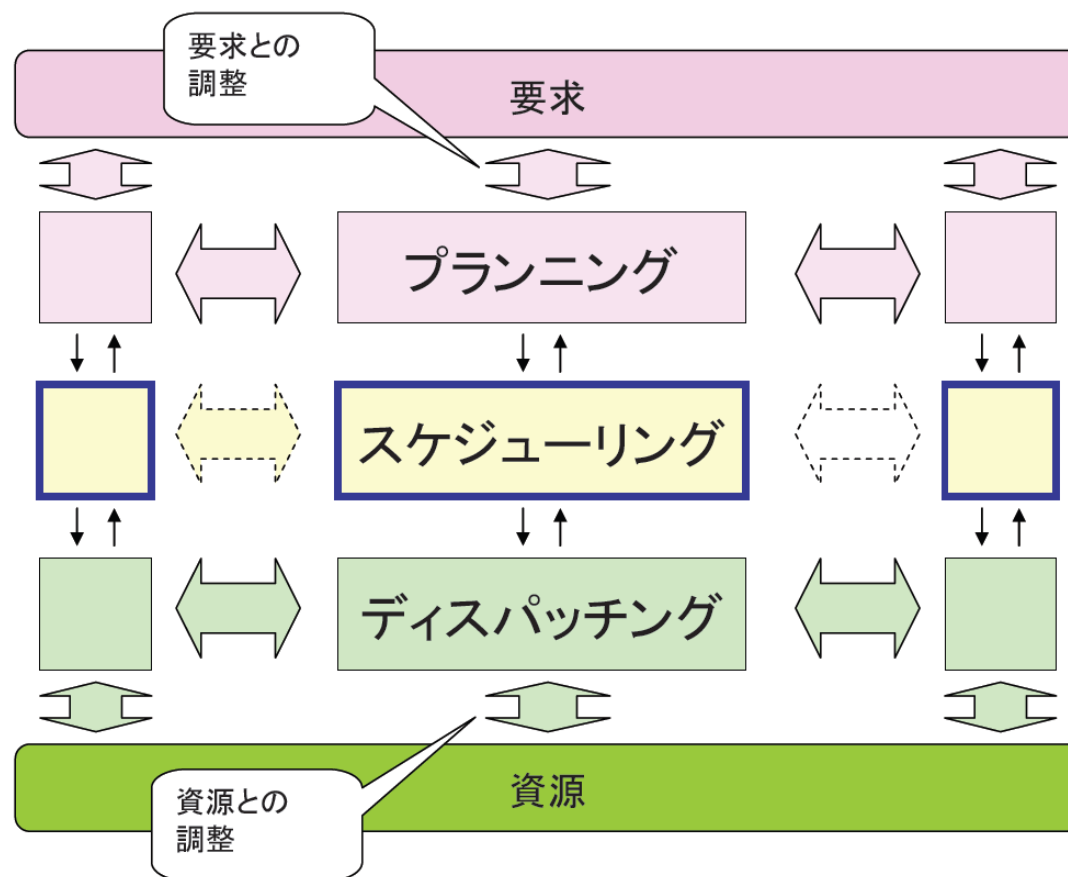 要求との
調整
要求
プランニング
スケジューリング
ディスパッチング
資源
資源との
調整